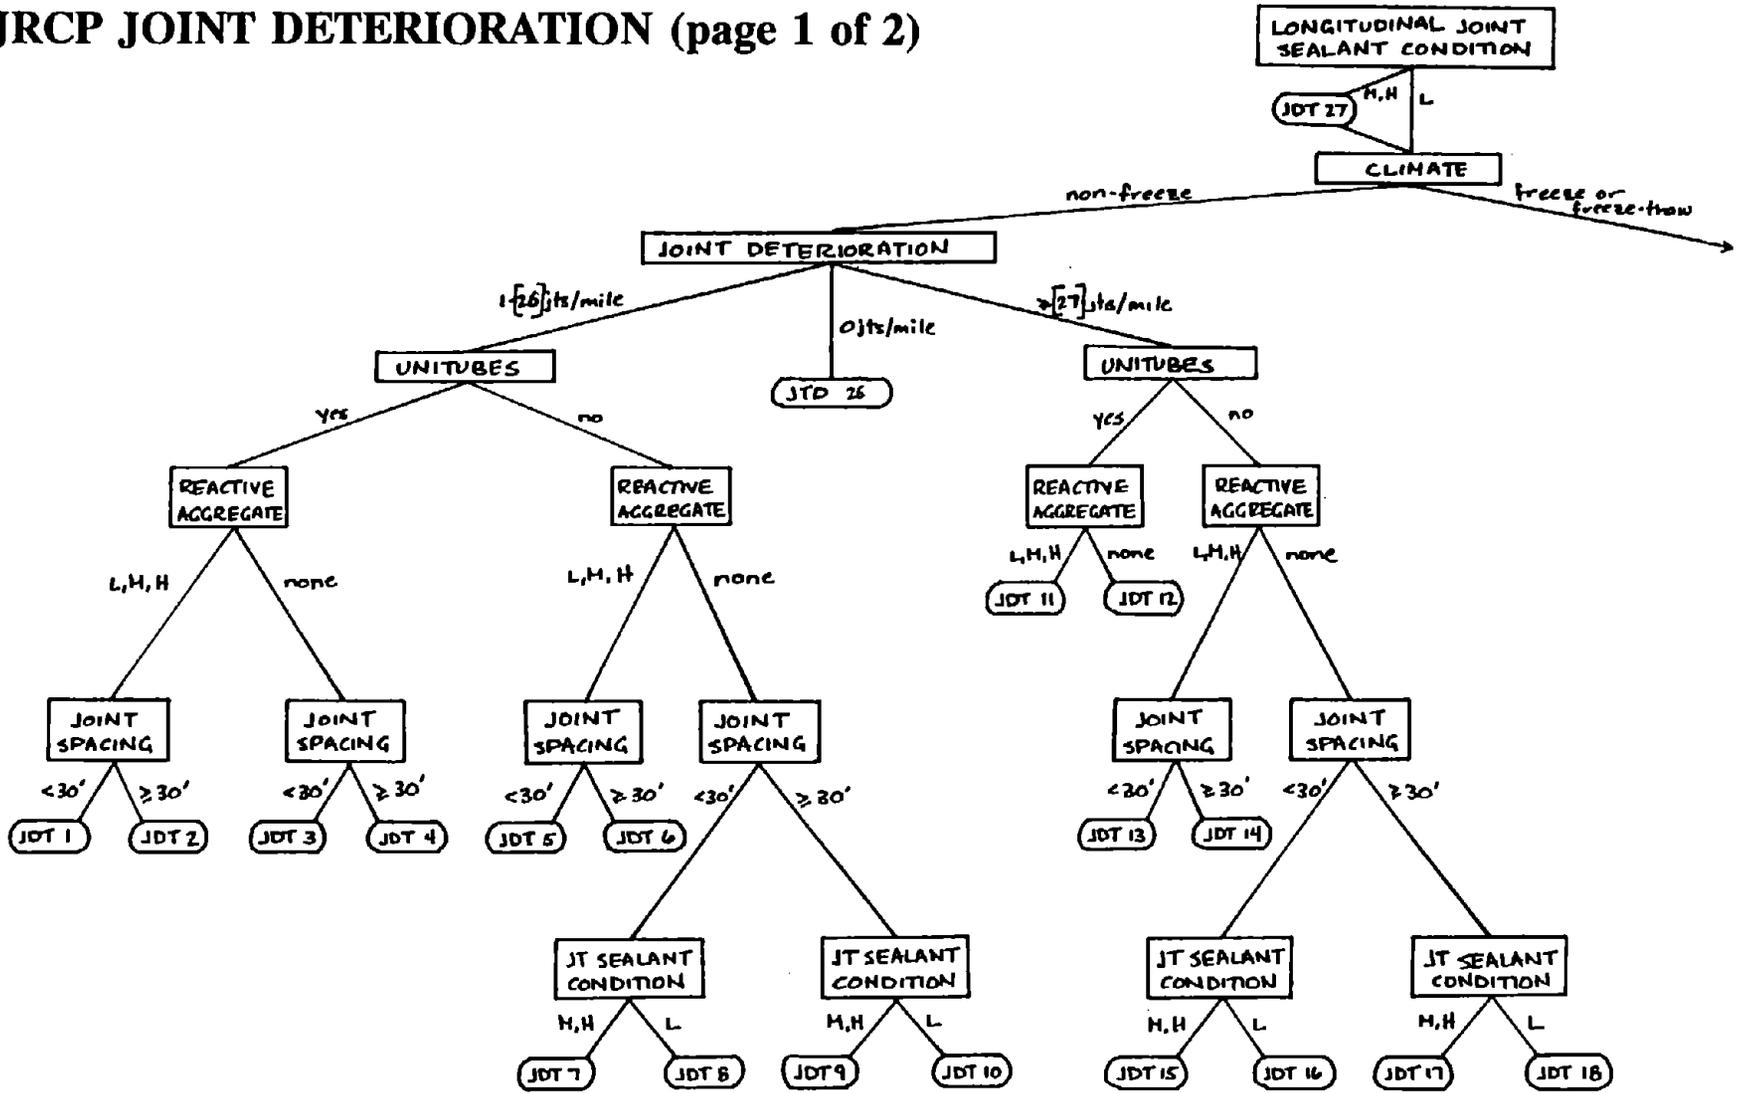 JRCP JOINT DETERIORATION (page 1 of 2)
LONGITUDINAL JOINT
SEALANT CONDITION
M,H
L
JDT 27
CLIMATE
non-freeze
freeze or
freeze-thaw
JOINT DETERIORATION
1-[26]jts/mile
0jts/mile
≥[27]jts/mile
UNITUBES
JTD 26
UNITUBES
yes
no
yes
no
REACTIVE
AGGREGATE
REACTIVE
AGGREGATE
REACTIVE
AGGREGATE
REACTIVE
AGGREGATE
L,M,H
none
L,M,H
none
L,M,H
none
L,M,H
none
JDT 11
JDT 12
JOINT
SPACING
JOINT
SPACING
JOINT
SPACING
JOINT
SPACING
JOINT
SPACING
JOINT
SPACING
<30'
≥30'
<30'
≥30'
<30'
≥30'
<30'
≥30'
<30'
≥30'
<30'
≥30'
JDT 1
JDT 2
JDT 3
JDT 4
JDT 5
JDT 6
JDT 13
JDT 14
JT SEALANT
CONDITION
JT SEALANT
CONDITION
JT SEALANT
CONDITION
JT SEALANT
CONDITION
M,H
L
M,H
L
M,H
L
M,H
L
JDT 7
JDT 8
JDT 9
JDT 10
JDT 15
JDT 16
JDT 17
JDT 18